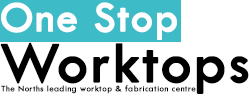 One Stop
Worktops
The Norths leading worktop & fabrication centre